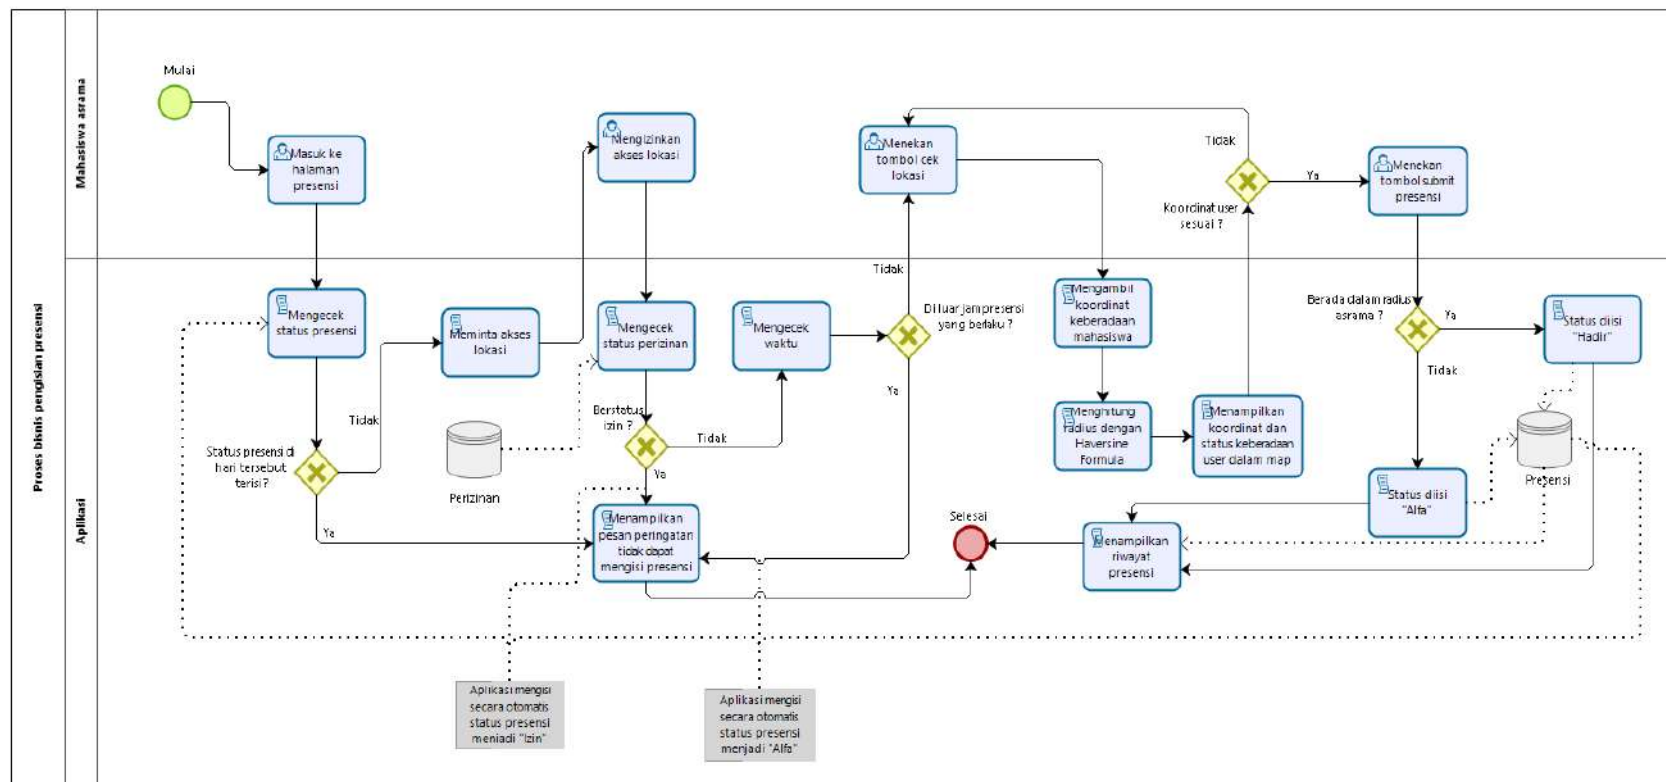 Proses bisnis pengisian presensi
Mahasiswa asrama
Mulai
Masuk ke
halaman
presensi
Mengizinkan
akses lokasi
Menekan
tombol cek
lokasi
Tidak
Koordinat user
sesuai ?
Ya
Menekan
tombol submit
presensi
Aplikasi
Mengecek
status presensi
Status presensi di
hari tersebut
terisi ?
Tidak
Ya
Meminta akses
lokasi
Perizinan
Mengecek
status perizinan
Berstatus
izin ?
Tidak
Ya
Mengecek
waktu
Tidak
Di luar jam presensi
yang berlaku ?
Ya
Menampilkan
pesan peringatan
tidak dapat
mengisi presensi
Mengambil
koordinat
keberadaan
mahasiswa
Menghitung
radius dengan
Haversine
Formula
Menampilkan
koordinat dan
status keberadaan
user dalam map
Berada dalam radius
asrama ?
Ya
Tidak
Status diisi
"Hadir"
Presensi
Status diisi
"Alfa"
Menampilkan
riwayat
presensi
Selesai
Aplikasi mengisi
secara otomatis
status presensi
menjadi "Izin"
Aplikasi mengisi
secara otomatis
status presensi
menjadi "Alfa"